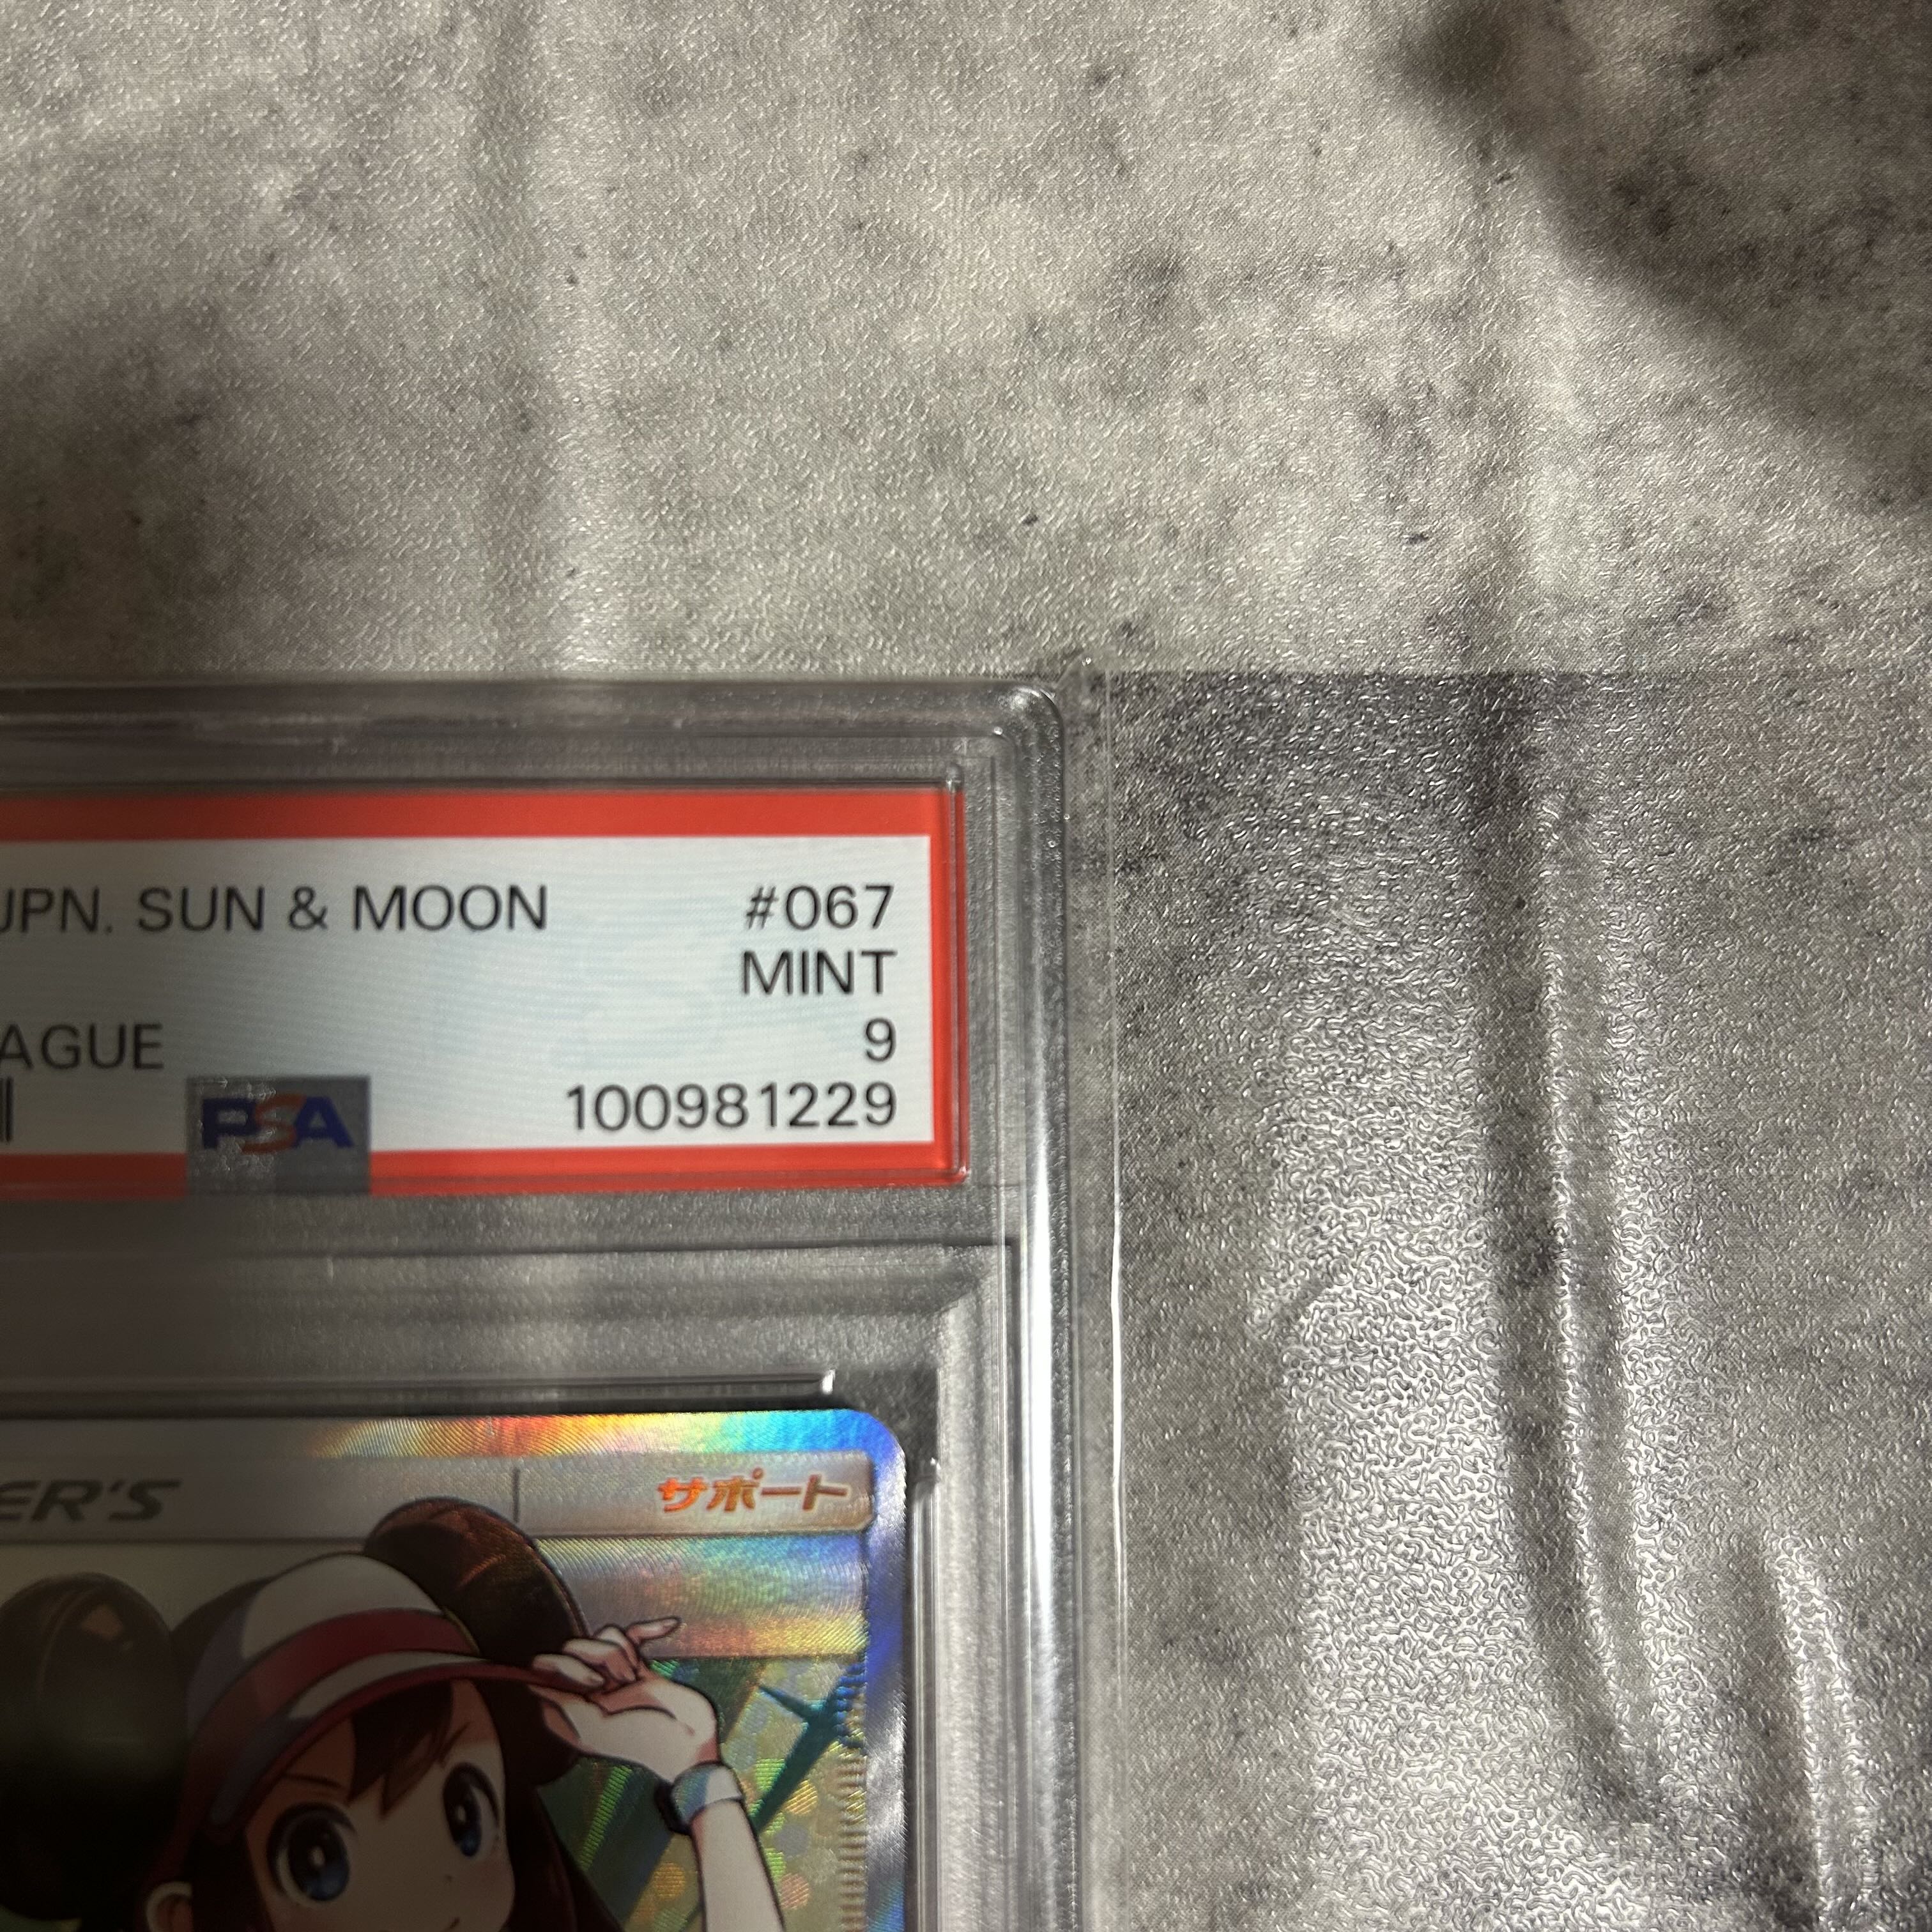 JPN. SUN & MOON #067
MINT
AGUE 9
PSA 100981229
ER'S サポート